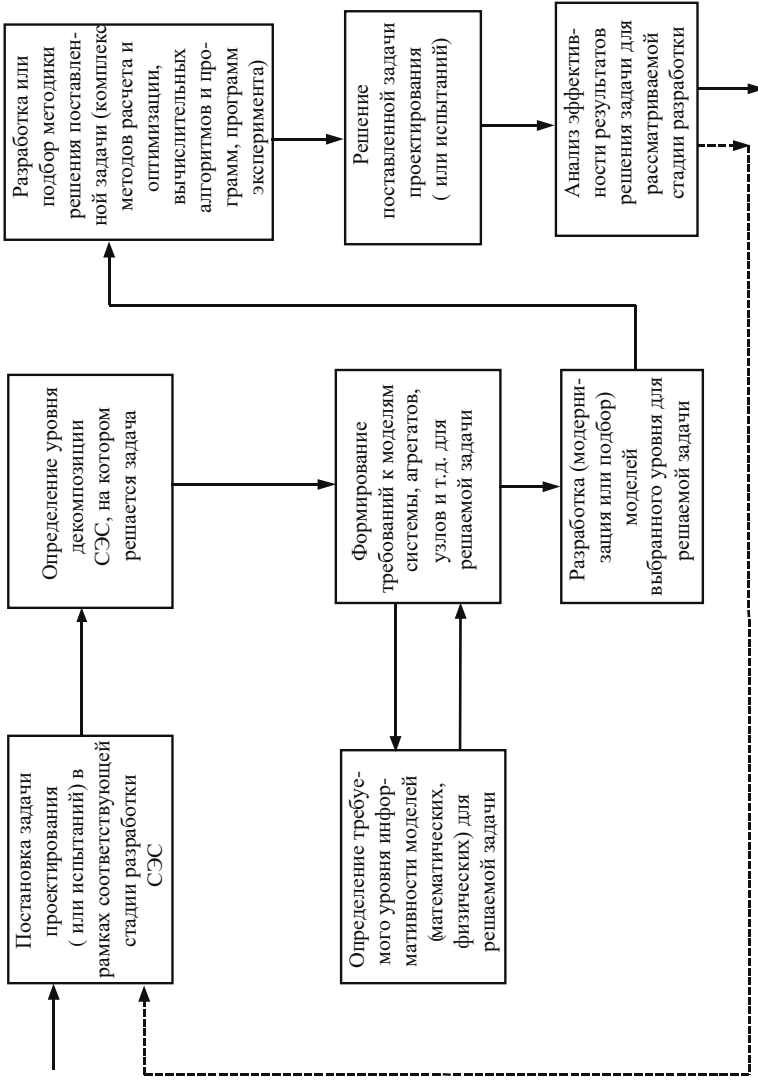 Постановка задачи
проектирования
( или испытаний) в
рамках соответствующей
стадии разработки
СЭС
Определение уровня
декомпозиции
СЭС, на котором
решается задача
Определение требуе-
мого уровня инфор-
мативности моделей
(математических,
физических) для
решаемой задачи
Формирование
требований к моделям
системы, агрегатов,
узлов и т.д. для
решаемой задачи
Разработка (модерни-
зация или подбор)
моделей
выбранного уровня для
решаемой задачи
Разработка или
подбор методики
решения поставлен-
ной задачи (комплекс
методов расчета и
оптимизации,
вычислительных
алгоритмов и про-
грамм, программ
эксперимента)
Решение
поставленной задачи
проектирования
( или испытаний)
Анализ эффектив-
ности результатов
решения задачи для
рассматриваемой
стадии разработки